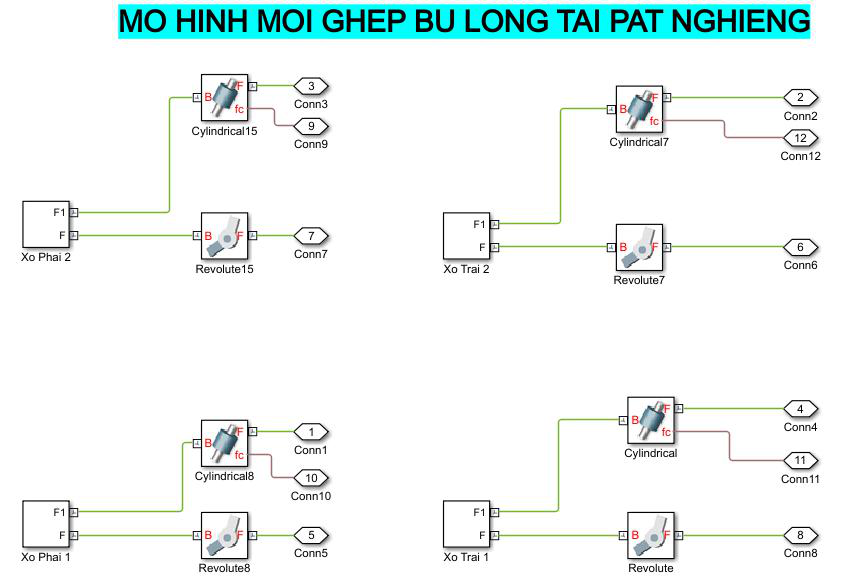 MO HINH MOI GHEP BU LONG TAI PAT NGHIENG
B F fc
Cylindrical15
3
Conn3
9
Conn9
F1
F
Xo Phai 2
B F
Revolute15
7
Conn7
B F fc
Cylindrical7
2
Conn2
12
Conn12
F1
F
Xo Trai 2
B F
Revolute7
6
Conn6
B F fc
Cylindrical8
1
Conn1
10
Conn10
F1
F
Xo Phai 1
B F
Revolute8
5
Conn5
B F fc
Cylindrical
4
Conn4
11
Conn11
F1
F
Xo Trai 1
B F
Revolute
8
Conn8